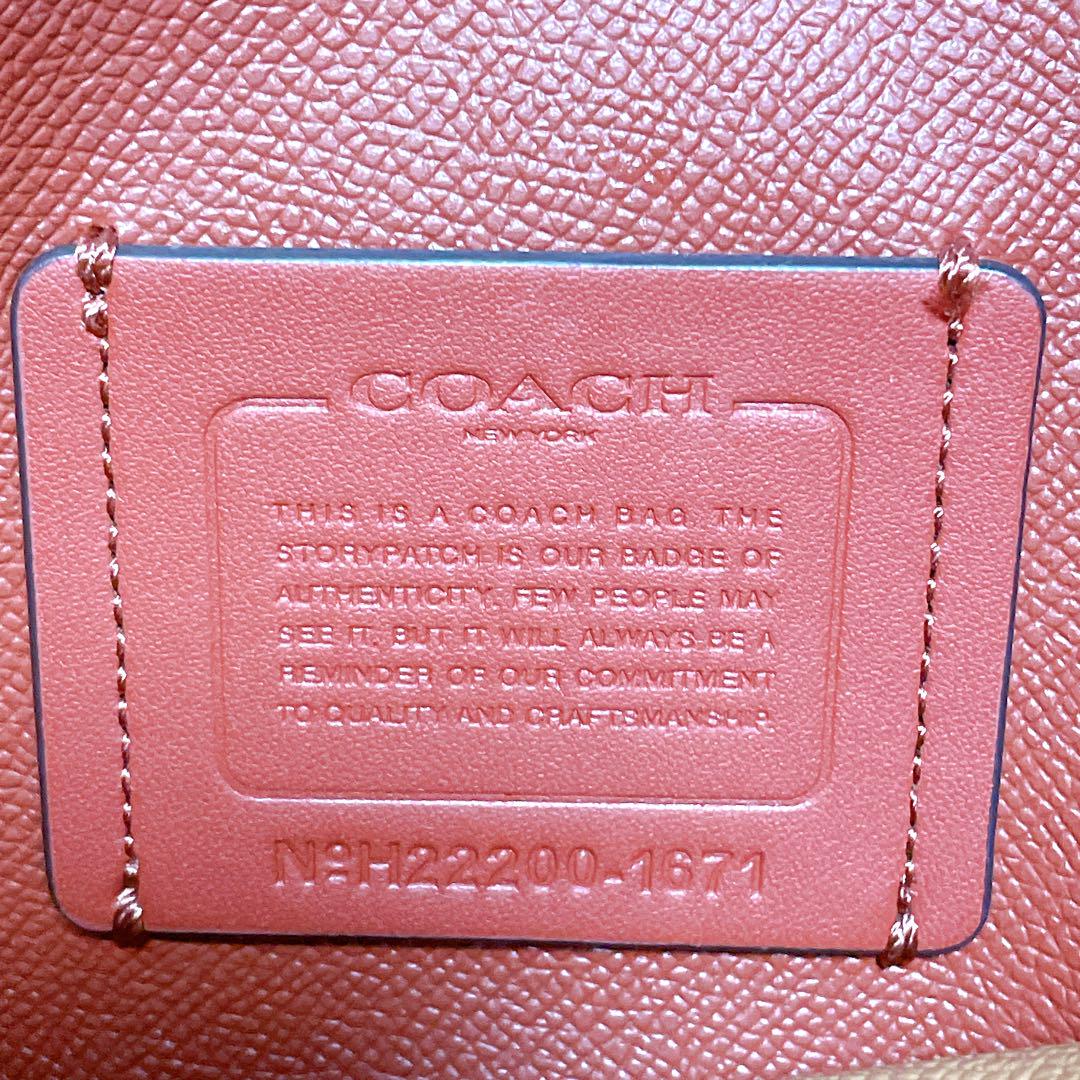 COACH
NEW YORK
THIS IS A COACH BAG. THE
STORYPATCH IS OUR BADGE OF
AUTHENTICITY. FEW PEOPLE MAY
SEE IT, BUT IT WILL ALWAYS BE A
REMINDER OF OUR COMMITMENT
TO QUALITY AND CRAFTSMANSHIP.
Nº H22200-1671